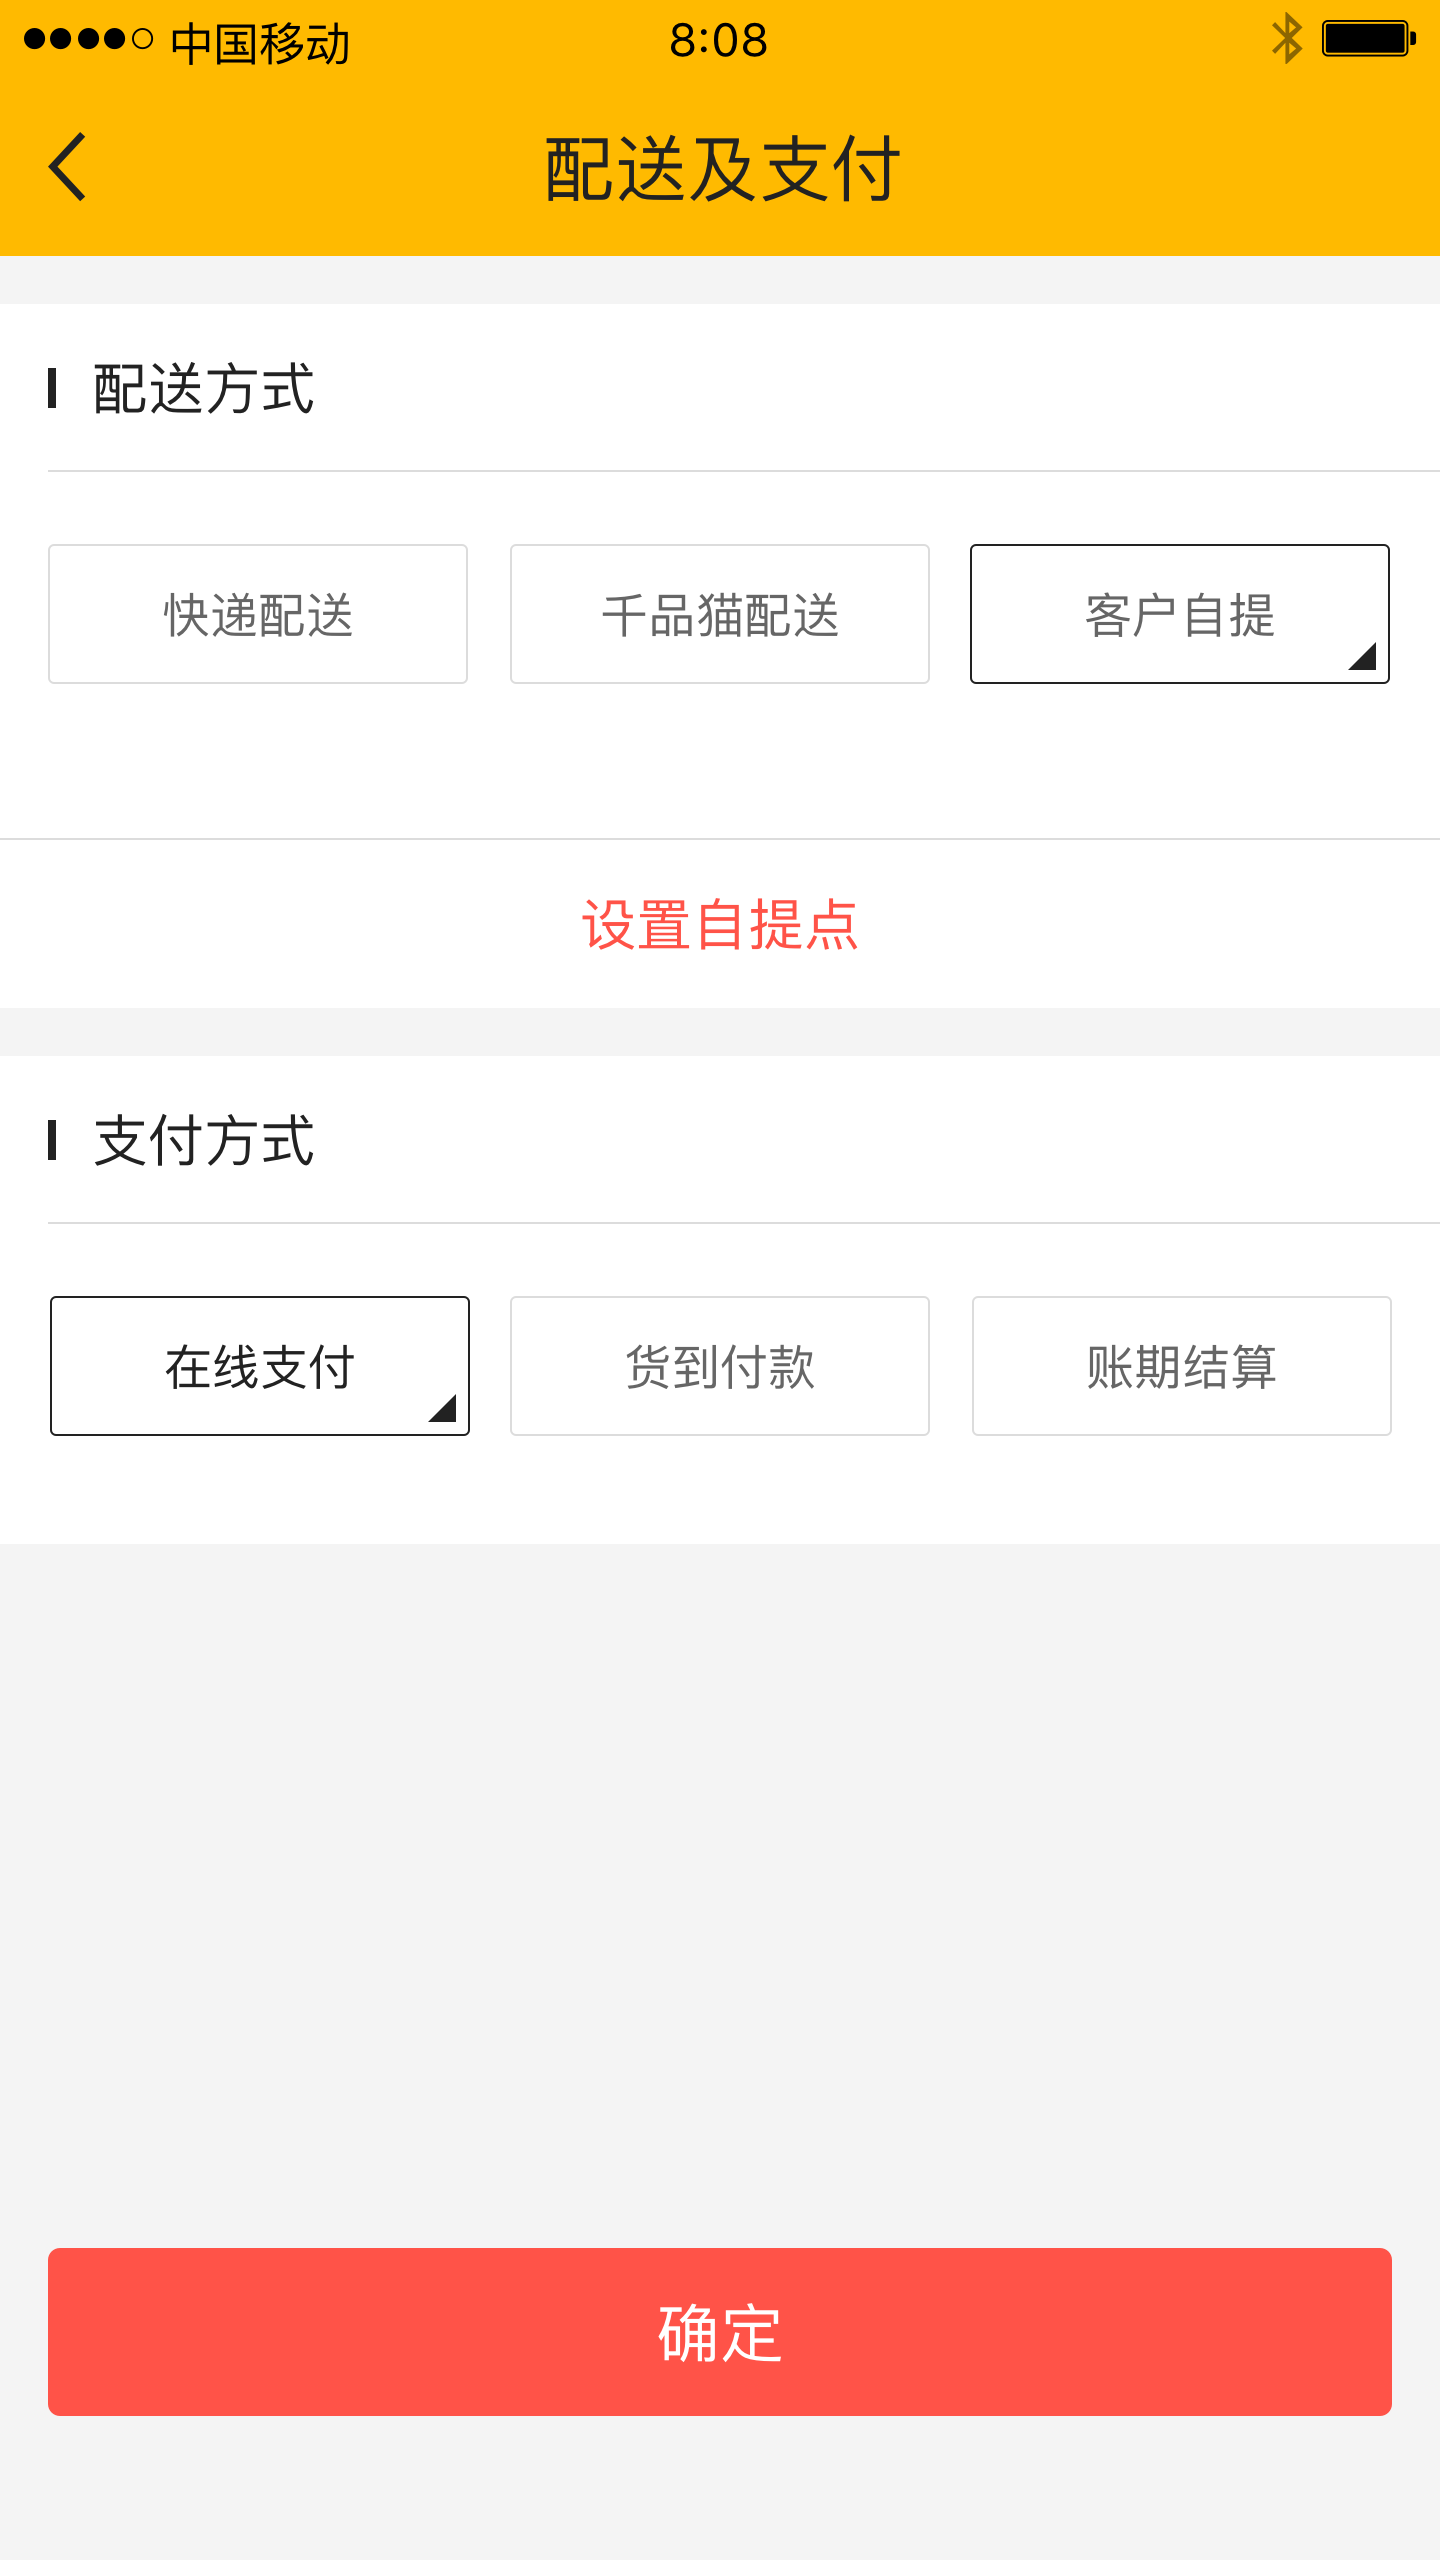 中国移动 8:08
配送及支付
配送方式
快递配送 千品猫配送 客户自提
设置自提点
支付方式
在线支付 货到付款 账期结算
确定